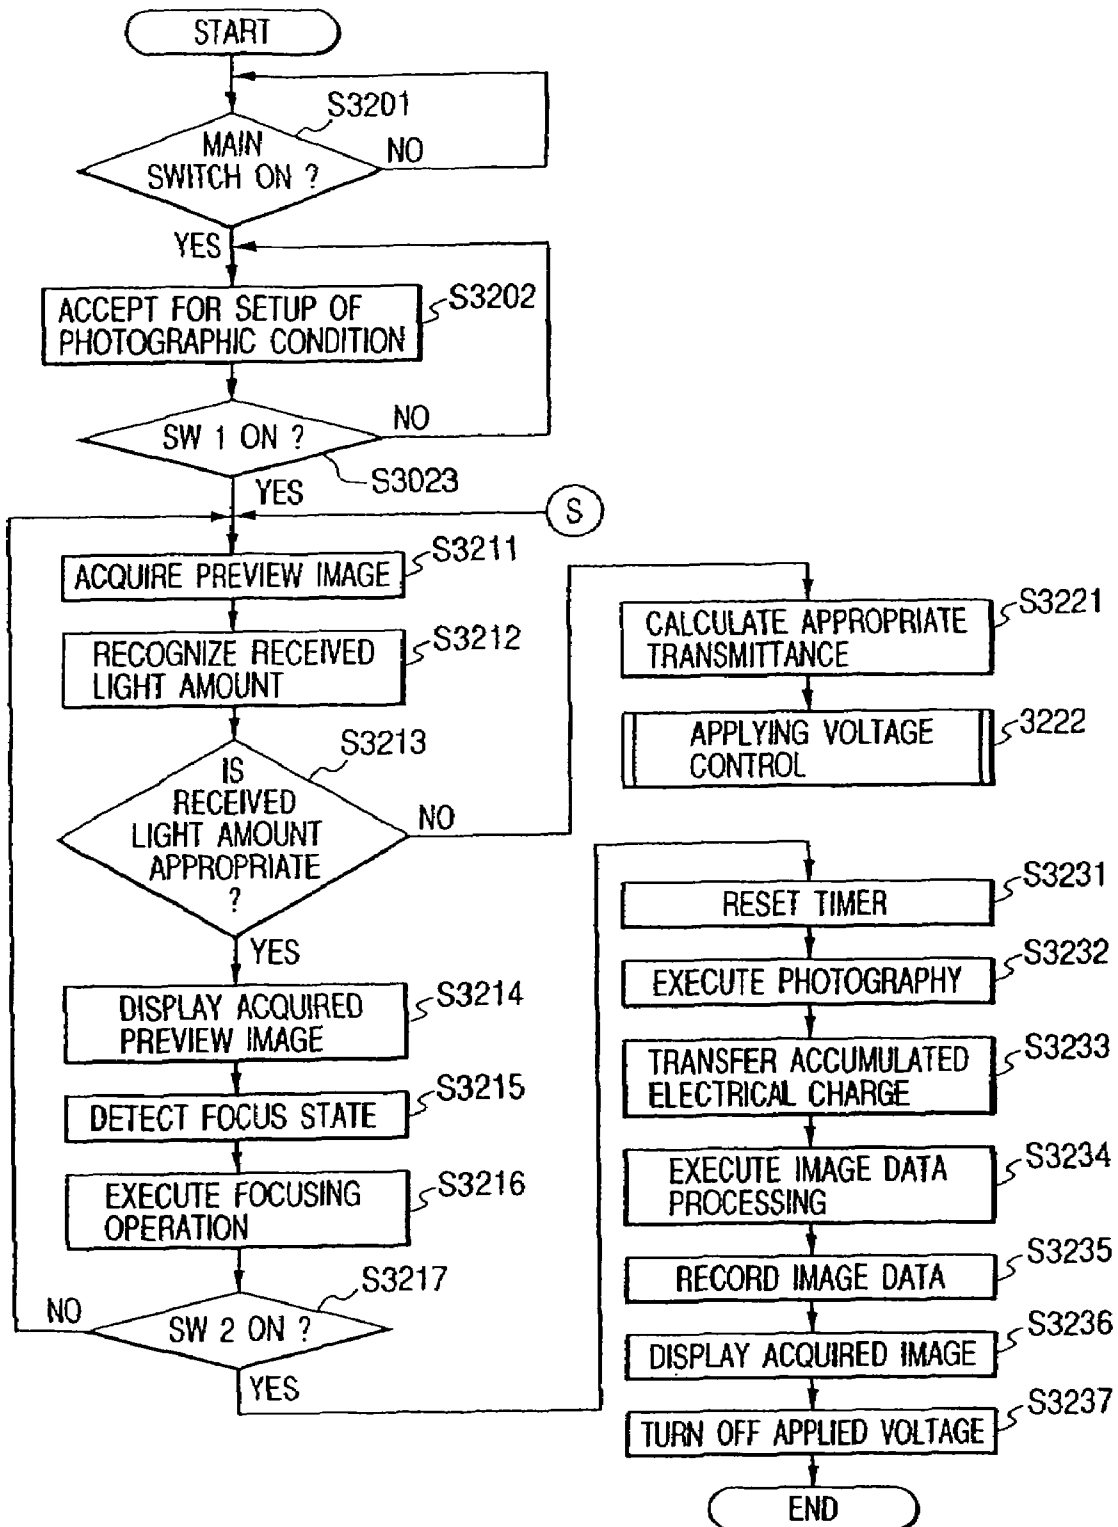 START
S3201
MAIN
SWITCH ON ?
NO
YES
S3202
ACCEPT FOR SETUP OF
PHOTOGRAPHIC CONDITION
SW 1 ON ?
NO
S3023
YES
S
S3211
ACQUIRE PREVIEW IMAGE
S3212
RECOGNIZE RECEIVED
LIGHT AMOUNT
S3213
IS
RECEIVED
LIGHT AMOUNT
APPROPRIATE
?
NO
YES
S3214
DISPLAY ACQUIRED
PREVIEW IMAGE
S3215
DETECT FOCUS STATE
S3216
EXECUTE FOCUSING
OPERATION
S3217
SW 2 ON ?
NO
YES
S3221
CALCULATE APPROPRIATE
TRANSMITTANCE
3222
APPLYING VOLTAGE
CONTROL
S3231
RESET TIMER
S3232
EXECUTE PHOTOGRAPHY
S3233
TRANSFER ACCUMULATED
ELECTRICAL CHARGE
S3234
EXECUTE IMAGE DATA
PROCESSING
S3235
RECORD IMAGE DATA
S3236
DISPLAY ACQUIRED IMAGE
S3237
TURN OFF APPLIED VOLTAGE
END